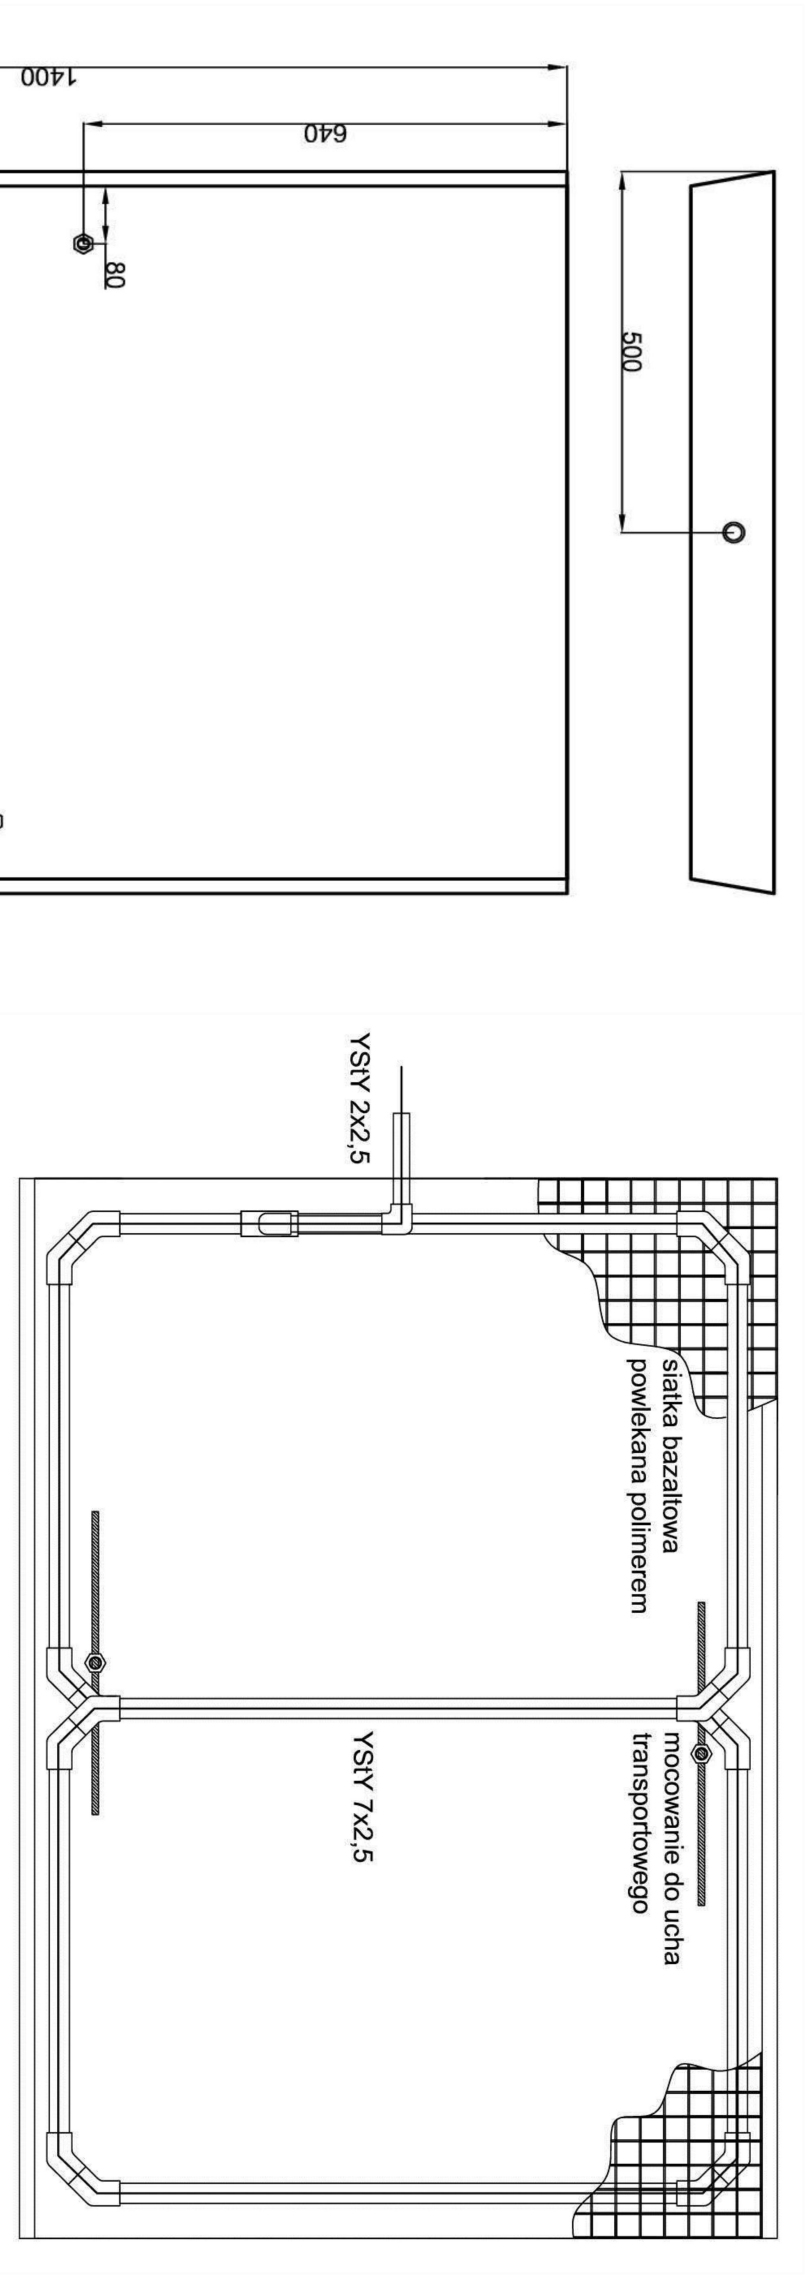 1400
640
80
500
YStY 2x2,5
siatka bazaltowa
powlekana polimerem
mocowanie do ucha
transportowego
YStY 7x2,5